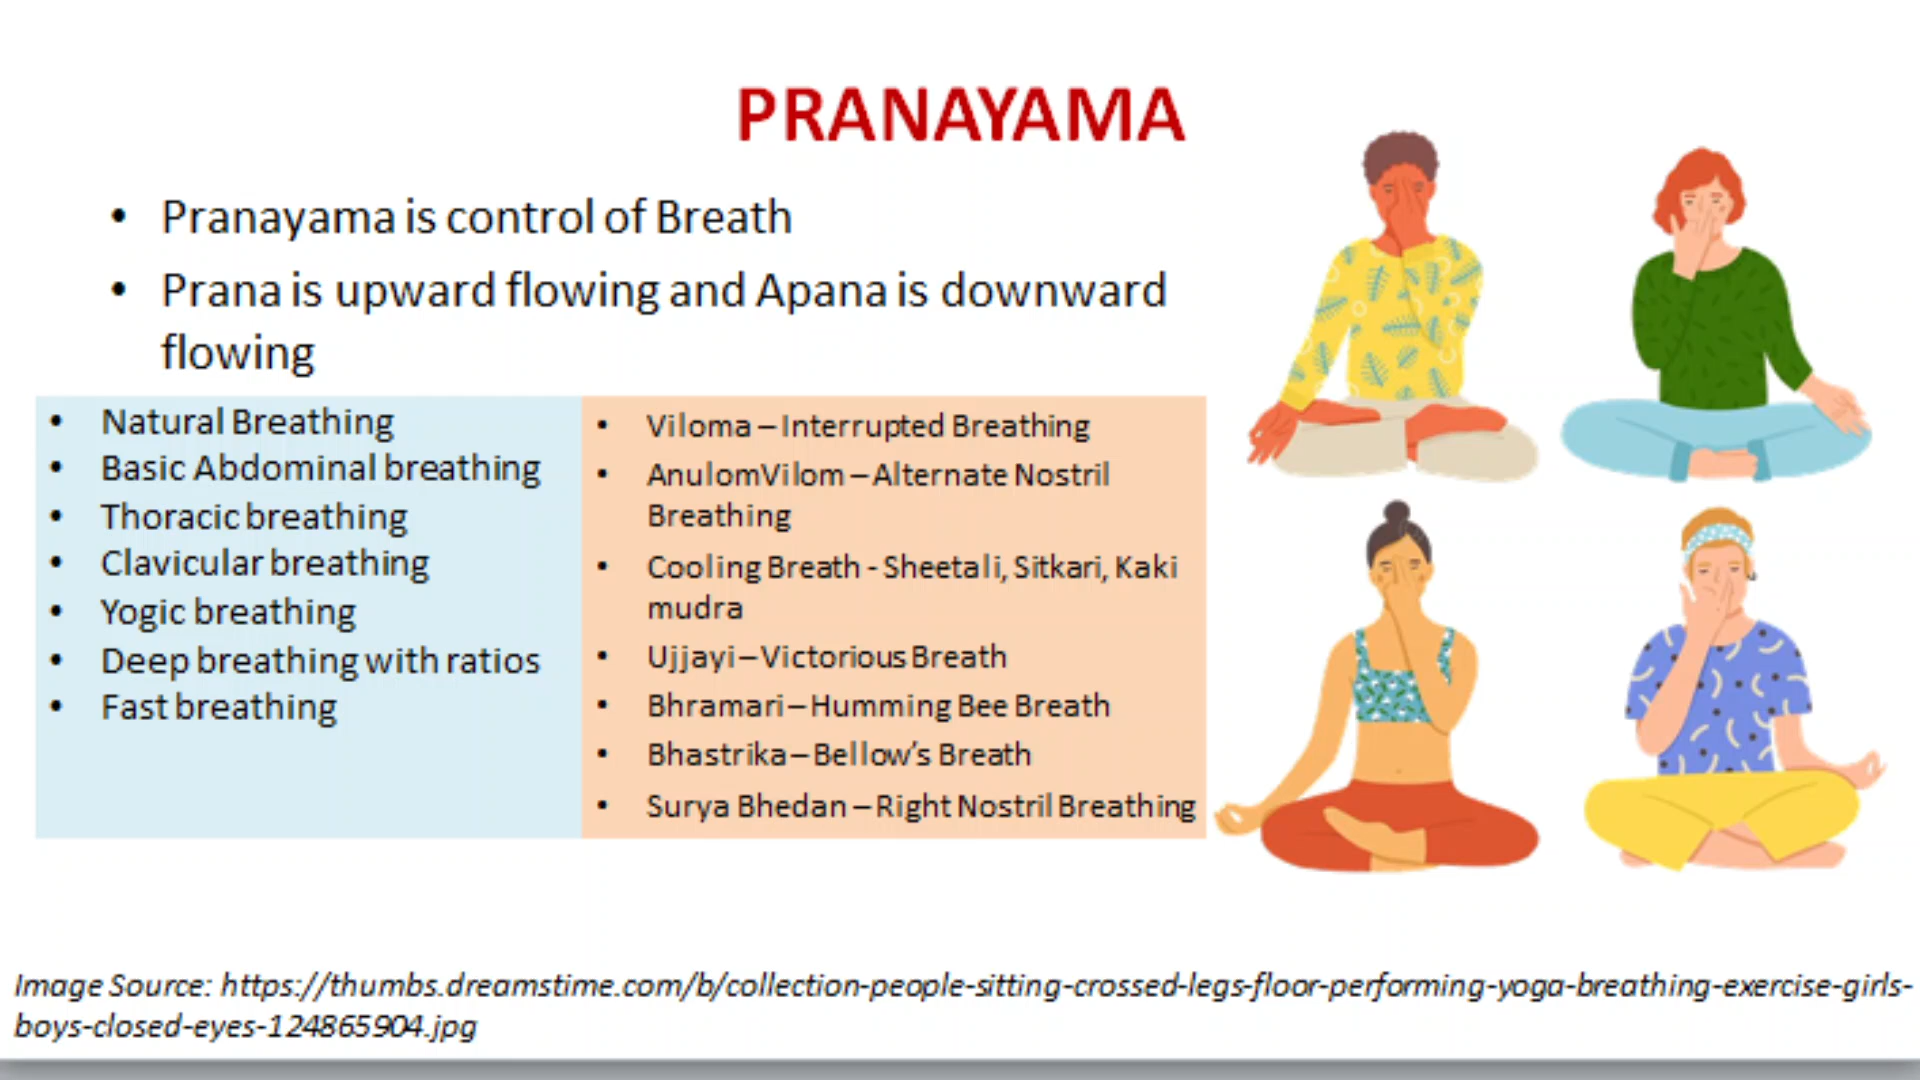 PRANAYAMA
• Pranayama is control of Breath
• Prana is upward flowing and Apana is downward
flowing
• Natural Breathing
• Basic Abdominal breathing
• Thoracic breathing
• Clavicular breathing
• Yogic breathing
• Deep breathing with ratios
• Fast breathing
• Viloma – Interrupted Breathing
• AnulomVilom – Alternate Nostril
Breathing
• Cooling Breath - Sheetali, Sitkari, Kaki
mudra
• Ujjayi – Victorious Breath
• Bhramari – Humming Bee Breath
• Bhastrika – Bellow’s Breath
• Surya Bhedan – Right Nostril Breathing
Image Source: https://thumbs.dreamstime.com/b/collection-people-sitting-crossed-legs-floor-performing-yoga-breathing-exercise-girls-
boys-closed-eyes-124865904.jpg